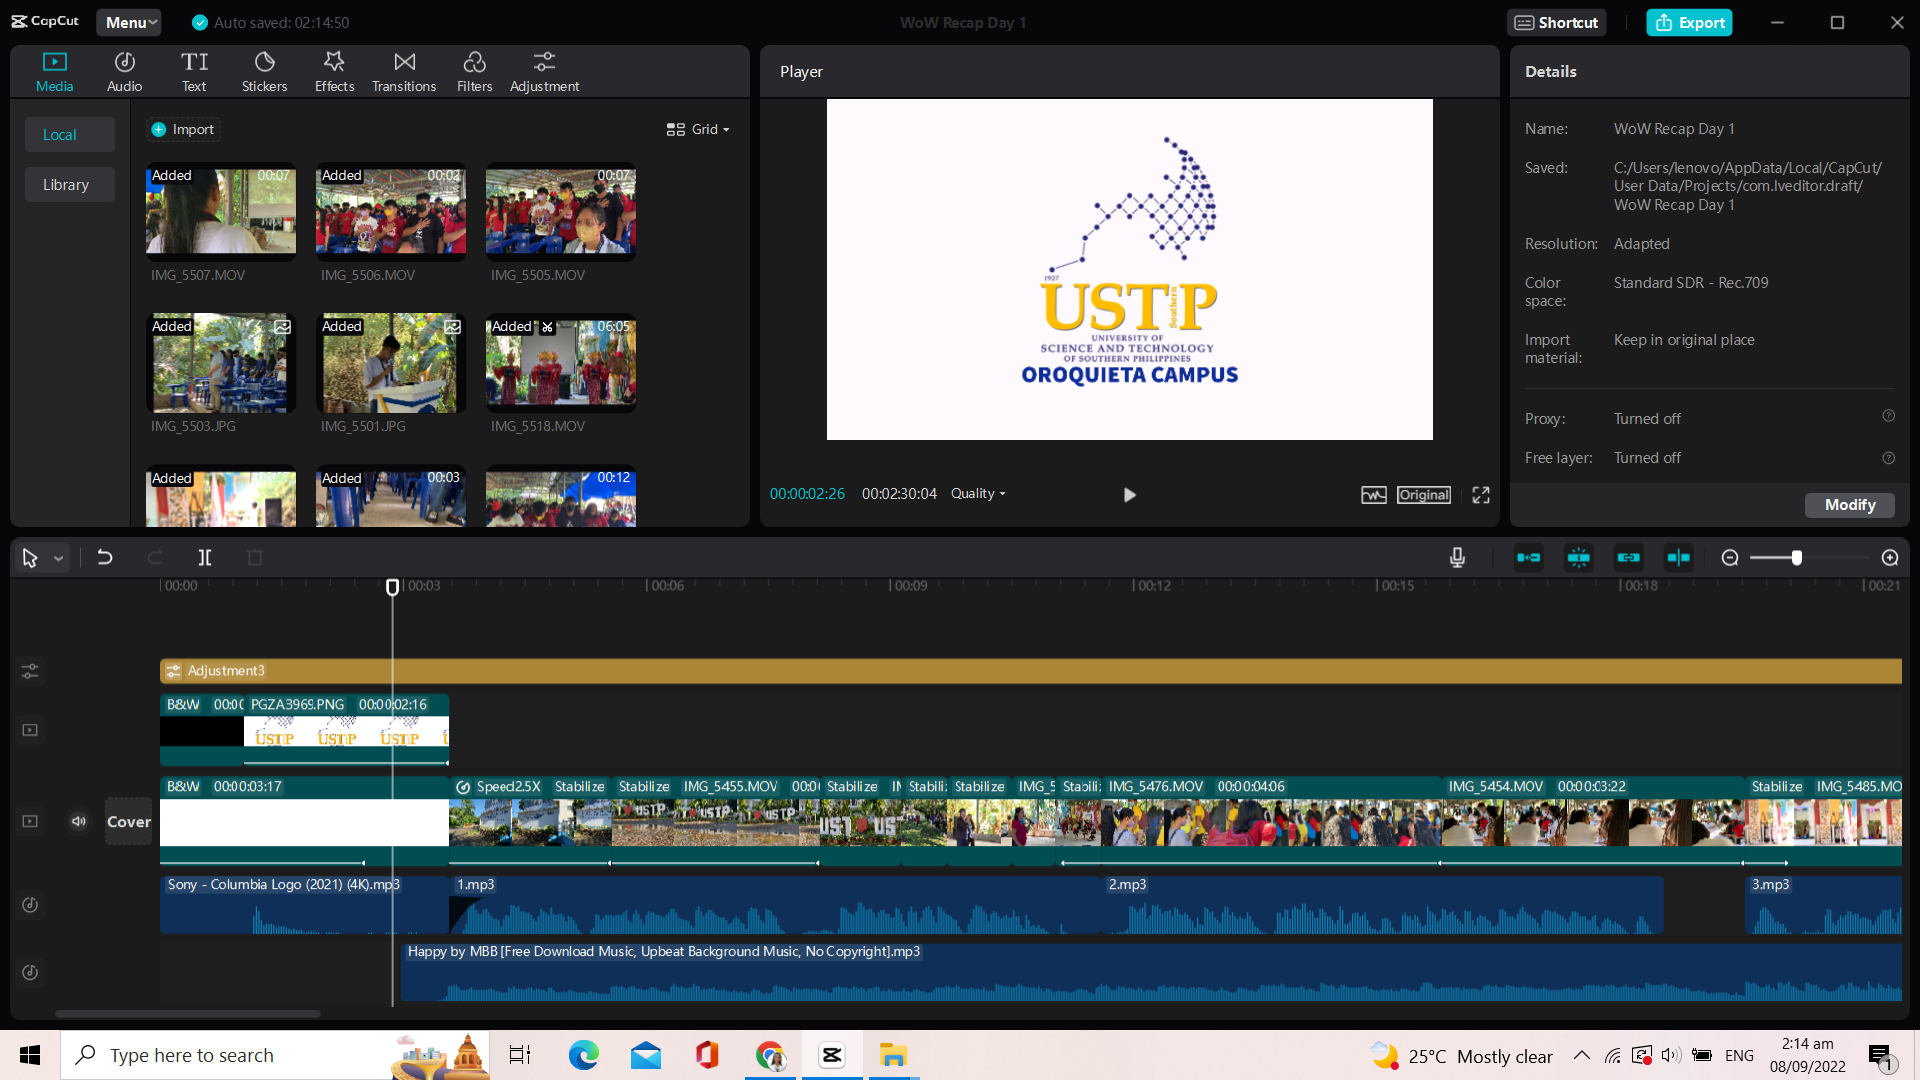 CapCut
Menu
Auto saved: 02:14:50
WoW Recap Day 1
Shortcut
Export
Media
Audio
Text
Stickers
Effects
Transitions
Filters
Adjustment
Local
Library
Import
Grid
Added 00:07
IMG_5507.MOV
Added 00:02
IMG_5506.MOV
00:07
IMG_5505.MOV
Added
IMG_5503.JPG
Added
IMG_5501.JPG
Added 06:05
IMG_5518.MOV
Added
Added 00:03
00:12
Player
1927
USTP
Southern
UNIVERSITY OF
SCIENCE AND TECHNOLOGY
OF SOUTHERN PHILIPPINES
OROQUIETA CAMPUS
00:00:02:26 00:02:30:04 Quality
Original
Details
Name: WoW Recap Day 1
Saved: C:/Users/lenovo/AppData/Local/CapCut/
User Data/Projects/com.lveditor.draft/
WoW Recap Day 1
Resolution: Adapted
Color space: Standard SDR - Rec.709
Import material: Keep in original place
Proxy: Turned off
Free layer: Turned off
Modify
00:00 00:03 00:06 00:09 00:12 00:15 00:18 00:21
Adjustment3
B&W 00:00 PGZA3969.PNG 00:00:02:16
USTP USTP USTP
Cover
B&W 00:00:03:17 Speed2.5X Stabilize Stabilize IMG_5455.MOV 00:00 Stabilize Stabili Stabilize IMG_5 Stabili IMG_5476.MOV 00:00:04:06 IMG_5454.MOV 00:00:03:22 Stabilize IMG_5485.MO
Sony - Columbia Logo (2021) (4K).mp3 1.mp3 2.mp3 3.mp3
Happy by MBB [Free Download Music, Upbeat Background Music, No Copyright].mp3
Type here to search
25°C Mostly clear
ENG
2:14 am
08/09/2022
1